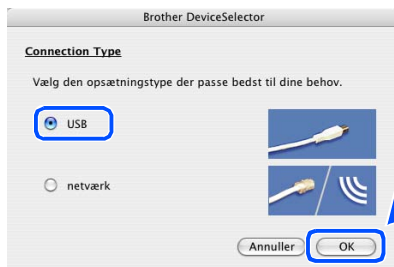 Brother DeviceSelector
Connection Type
Vælg den opsætningstype der passe bedst til dine behov.
USB
netværk
Annuller OK